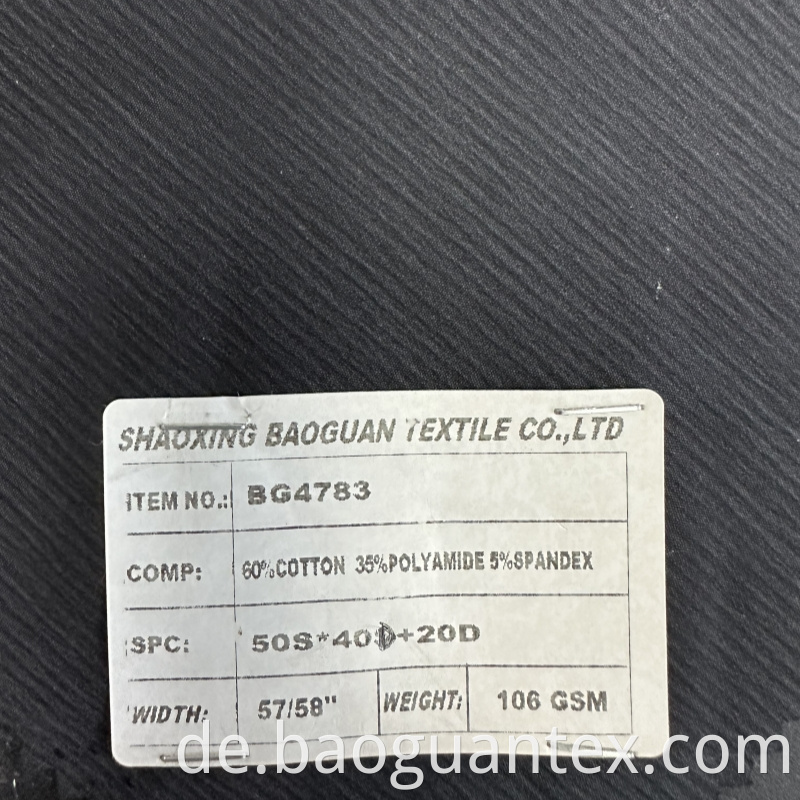 SHAOXING BAOGUAN TEXTILE CO.,LTD
ITEM NO.: BG4783
COMP: 60%COTTON 35%POLYAMIDE 5%SPANDEX
SPC: 50S*40D+20D
WIDTH: 57/58" WEIGHT: 106 GSM
de.baoguantex.com